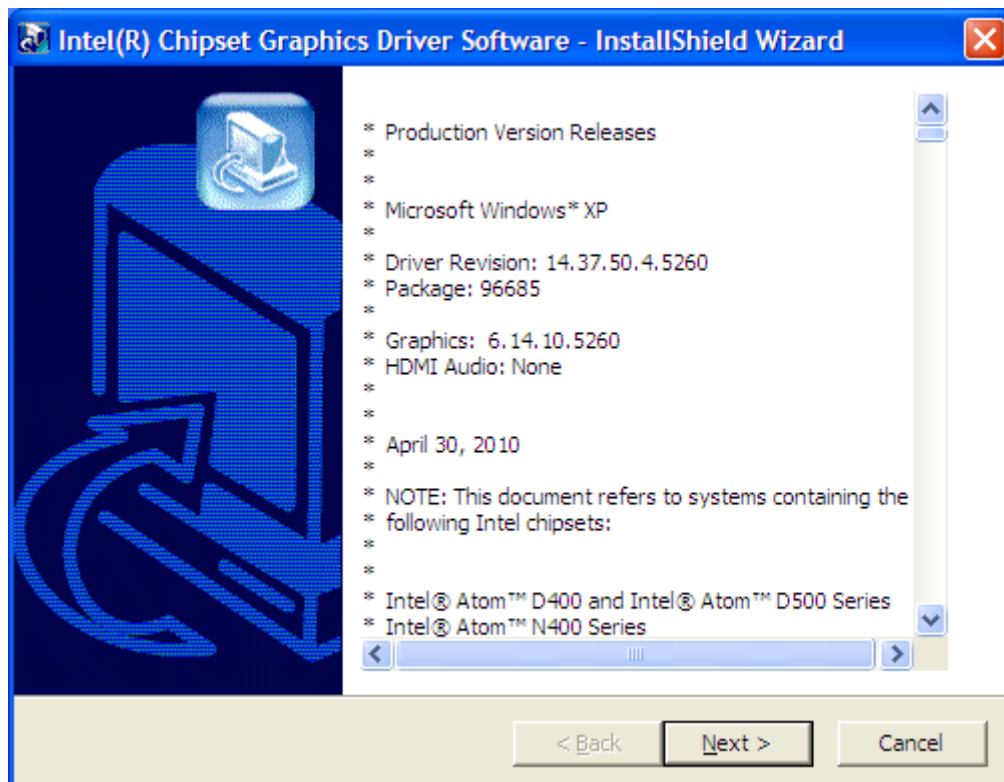 Intel(R) Chipset Graphics Driver Software - InstallShield Wizard
* Production Version Releases
*
*
* Microsoft Windows* XP
*
* Driver Revision: 14.37.50.4.5260
* Package: 96685
*
* Graphics:  6.14.10.5260
* HDMI Audio: None
*
*
* April 30, 2010
*
* NOTE: This document refers to systems containing the
* following Intel chipsets:
*
*
* Intel® Atom™ D400 and Intel® Atom™ D500 Series
* Intel® Atom™ N400 Series
< Back
Next >
Cancel